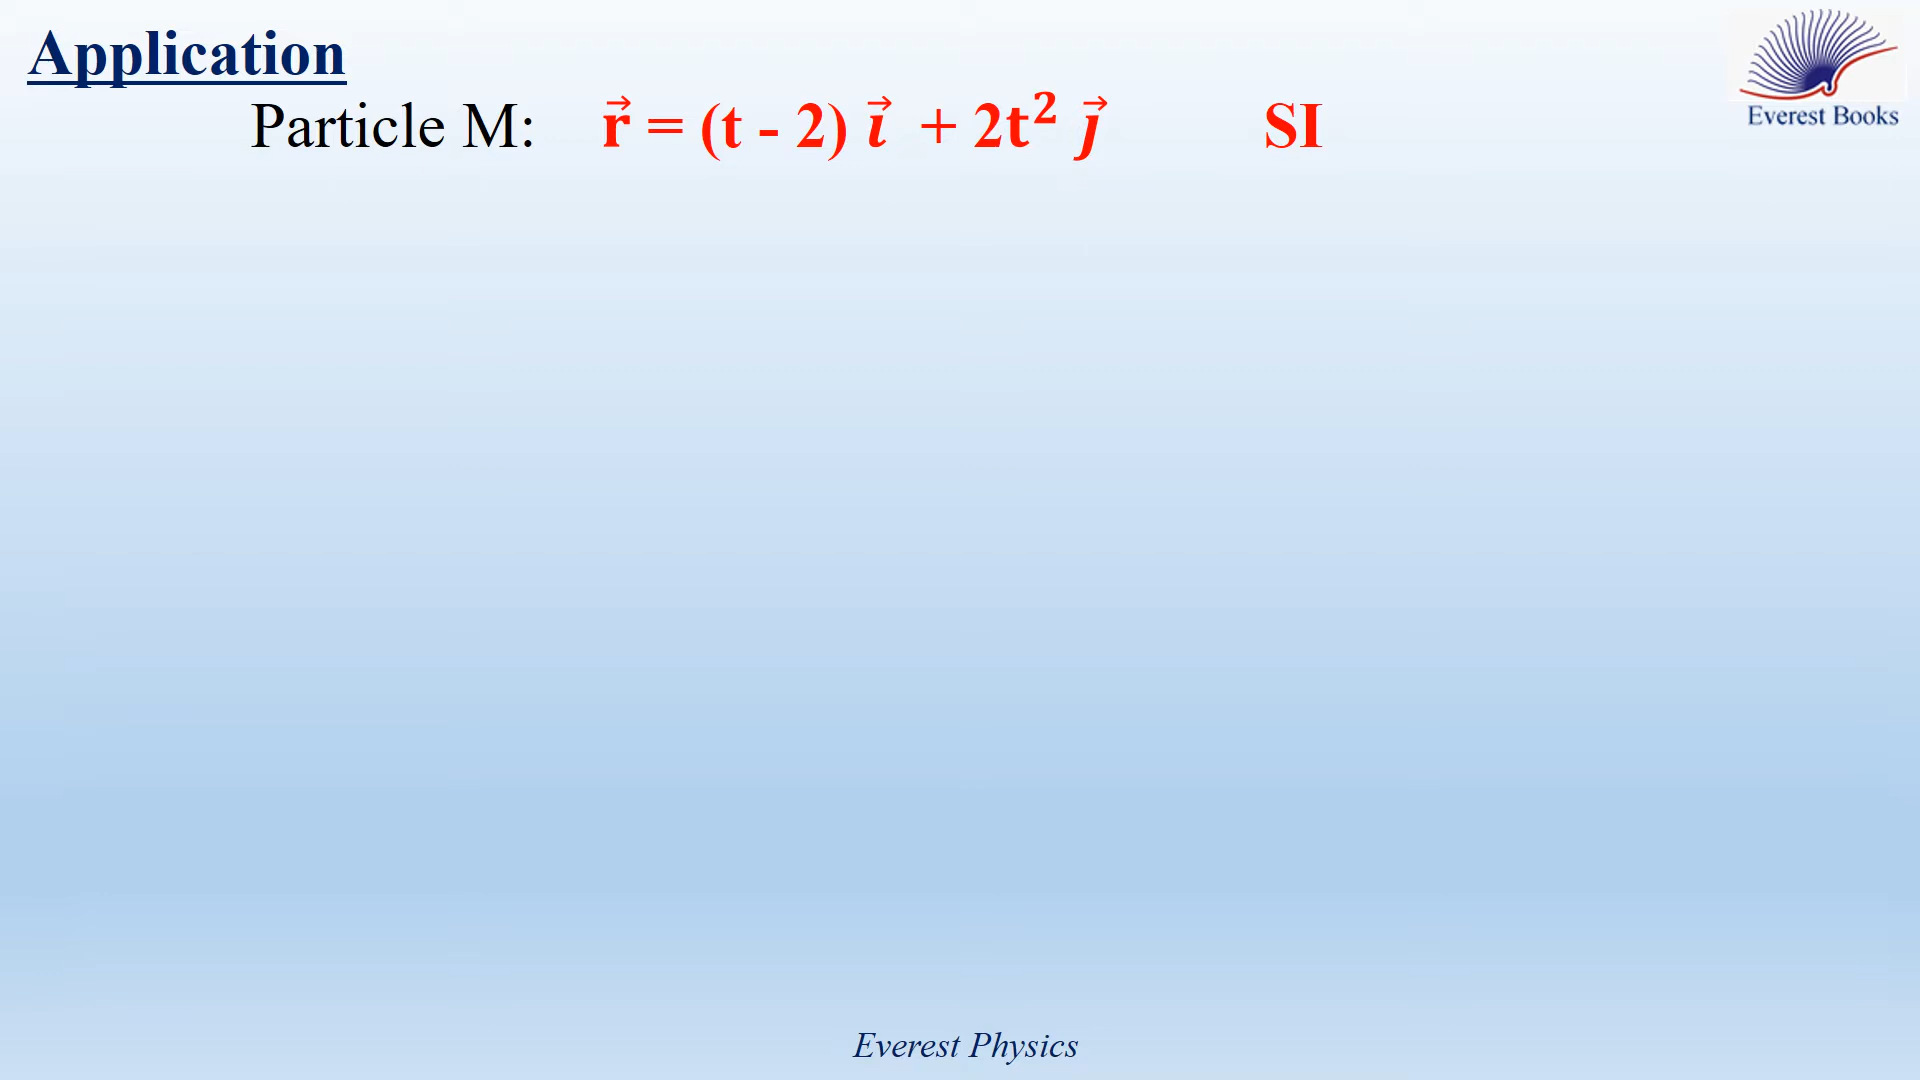 Application
Everest Books
Particle M: r⃗ = (t - 2) i⃗ + 2t² j⃗ SI
Everest Physics